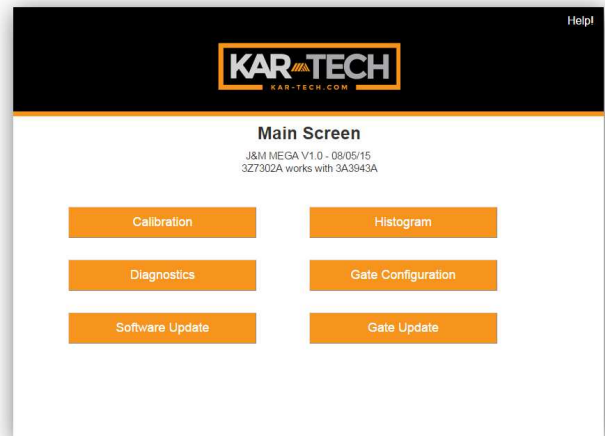 Help!
KAR-TECH
KAR-TECH.COM
Main Screen
J&M MEGA V1.0 - 08/05/15
3Z7302A works with 3A3943A
Calibration
Histogram
Diagnostics
Gate Configuration
Software Update
Gate Update